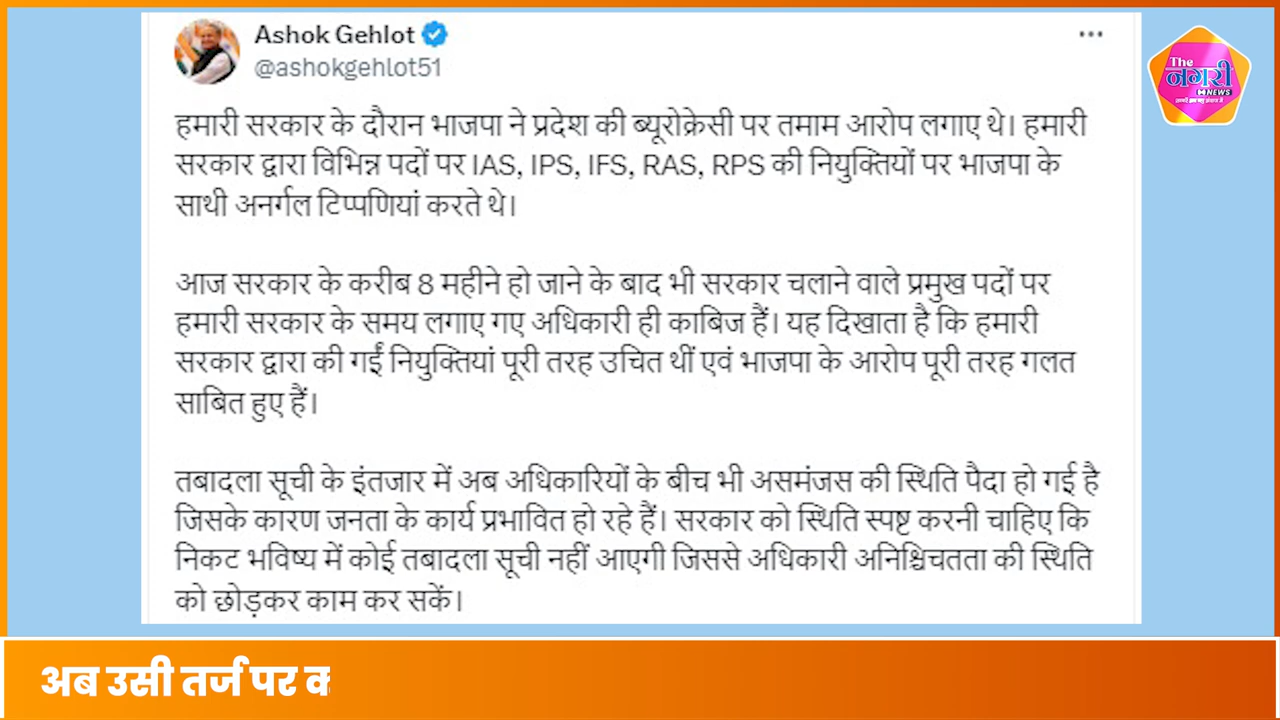 Ashok Gehlot
@ashokgehlot51
The
नगरी
NEWS
हमारी सरकार के दौरान भाजपा ने प्रदेश की ब्यूरोक्रेसी पर तमाम आरोप लगाए थे। हमारी
सरकार द्वारा विभिन्न पदों पर IAS, IPS, IFS, RAS, RPS की नियुक्तियों पर भाजपा के
साथी अनर्गल टिप्पणियां करते थे।
आज सरकार के करीब 8 महीने हो जाने के बाद भी सरकार चलाने वाले प्रमुख पदों पर
हमारी सरकार के समय लगाए गए अधिकारी ही काबिज हैं। यह दिखाता है कि हमारी
सरकार द्वारा की गईं नियुक्तियां पूरी तरह उचित थीं एवं भाजपा के आरोप पूरी तरह गलत
साबित हुए हैं।
तबादला सूची के इंतजार में अब अधिकारियों के बीच भी असमंजस की स्थिति पैदा हो गई है
जिसके कारण जनता के कार्य प्रभावित हो रहे हैं। सरकार को स्थिति स्पष्ट करनी चाहिए कि
निकट भविष्य में कोई तबादला सूची नहीं आएगी जिससे अधिकारी अनिश्चितता की स्थिति
को छोड़कर काम कर सकें।
अब उसी तर्ज पर